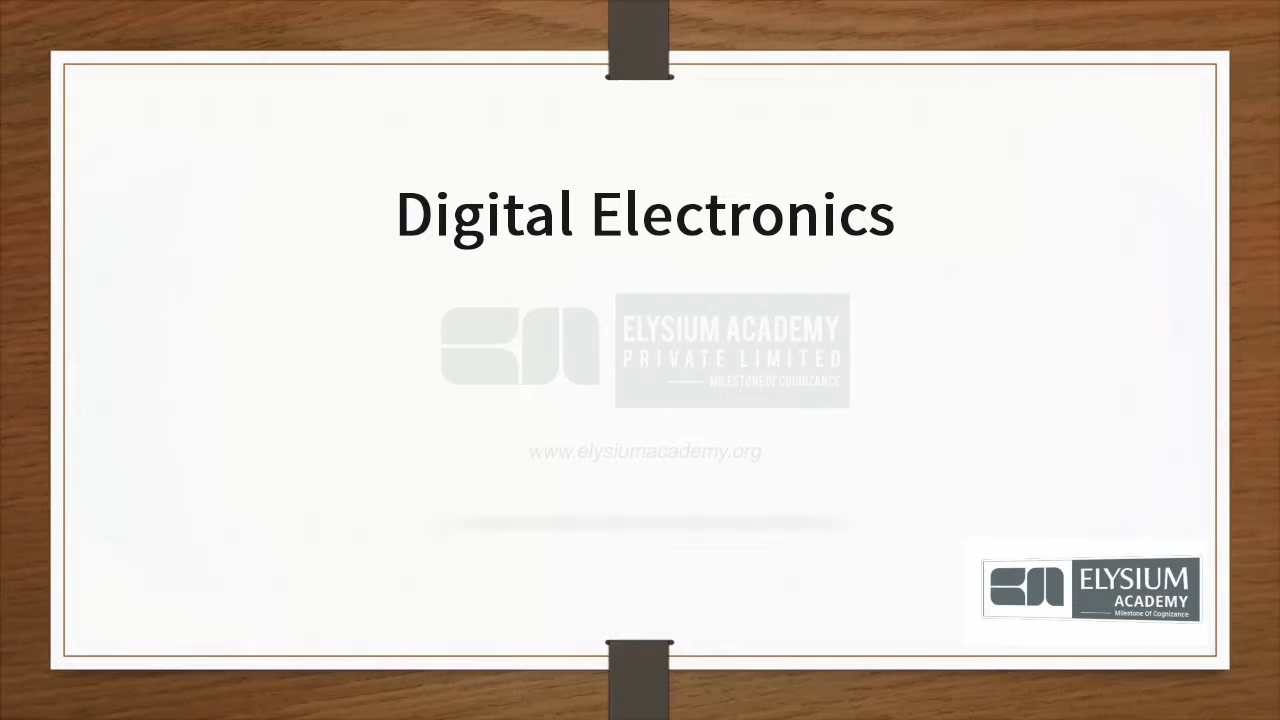 Digital Electronics
ELYSIUM ACADEMY
PRIVATE LIMITED
MILESTONE OF COGNIZANCE
www.elysiumacademy.org
ELYSIUM
ACADEMY
Milestone Of Cognizance